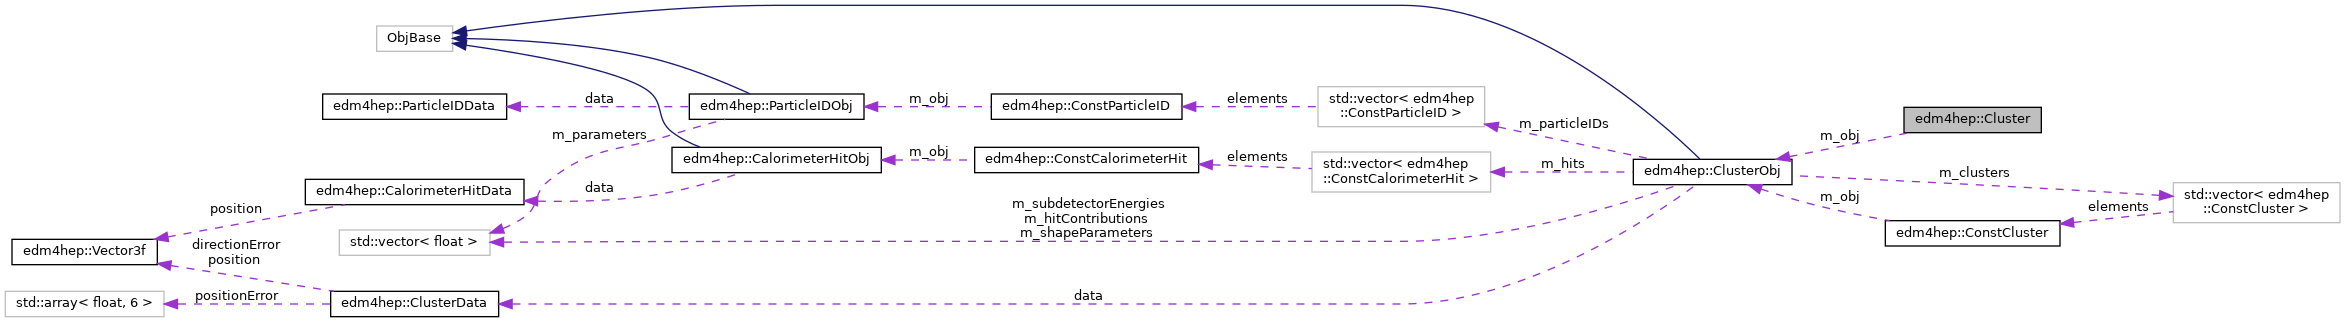 ObjBase
edm4hep::ParticleIDData
data
edm4hep::ParticleIDObj
m_obj
edm4hep::ConstParticleID
elements
std::vector< edm4hep
::ConstParticleID >
m_particleIDs
edm4hep::Cluster
m_obj
m_parameters
edm4hep::CalorimeterHitObj
m_obj
edm4hep::ConstCalorimeterHit
elements
std::vector< edm4hep
::ConstCalorimeterHit >
m_hits
edm4hep::ClusterObj
m_clusters
std::vector< edm4hep
::ConstCluster >
edm4hep::CalorimeterHitData
data
position
m_subdetectorEnergies
m_hitContributions
m_shapeParameters
m_obj
elements
edm4hep::ConstCluster
std::vector< float >
edm4hep::Vector3f
directionError
position
std::array< float, 6 >
positionError
edm4hep::ClusterData
data